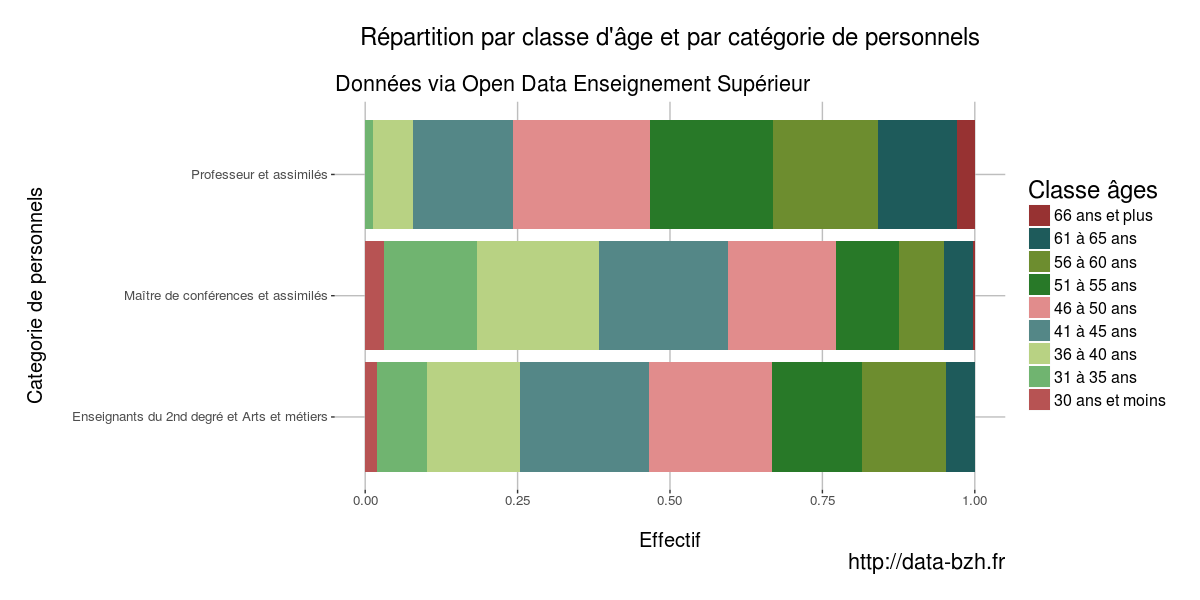 Répartition par classe d'âge et par catégorie de personnels
Données via Open Data Enseignement Supérieur
Categorie de personnels
Professeur et assimilés
Maître de conférences et assimilés
Enseignants du 2nd degré et Arts et métiers
0.00 0.25 0.50 0.75 1.00
Effectif
http://data-bzh.fr
Classe âges
66 ans et plus
61 à 65 ans
56 à 60 ans
51 à 55 ans
46 à 50 ans
41 à 45 ans
36 à 40 ans
31 à 35 ans
30 ans et moins